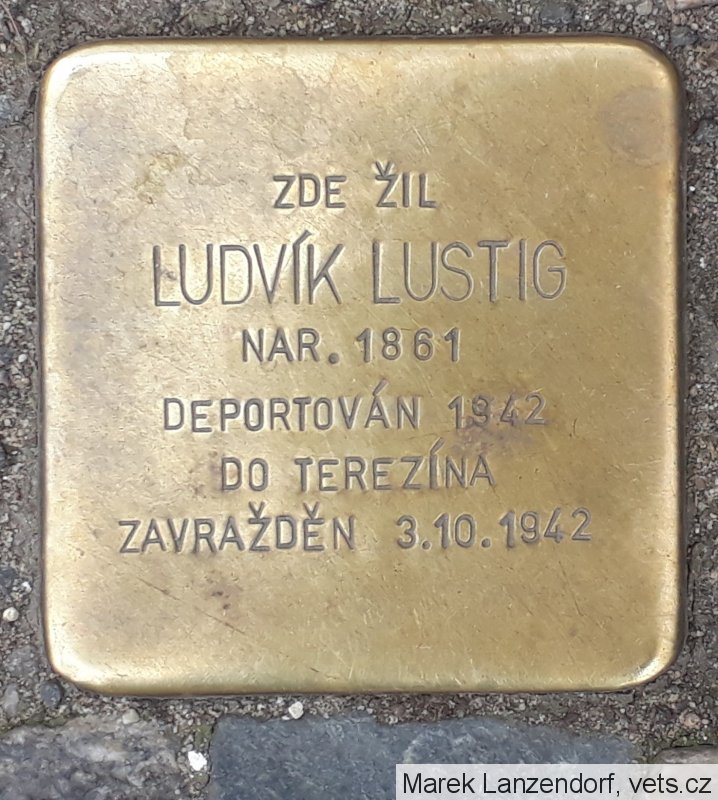 ZDE ŽIL
LUDVÍK LUSTIG
NAR. 1861
DEPORTOVÁN 1942
DO TEREZÍNA
ZAVRAŽDĚN 3.10.1942
Marek Lanzendorf, vets.cz